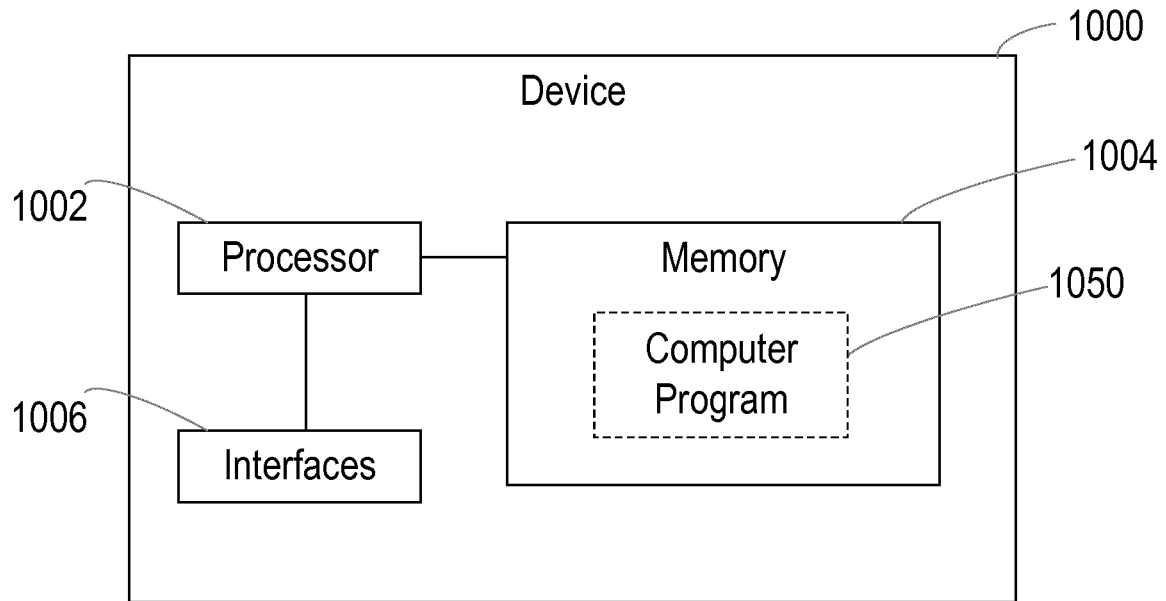 1000
Device
1004
1002
Processor
Memory
1050
Computer
Program
1006
Interfaces